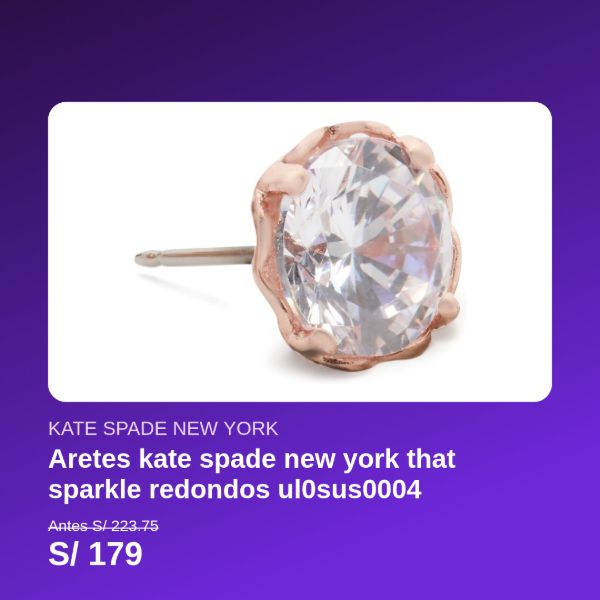 KATE SPADE NEW YORK
Aretes kate spade new york that
sparkle redondos ul0sus0004
Antes S/ 223.75
S/ 179